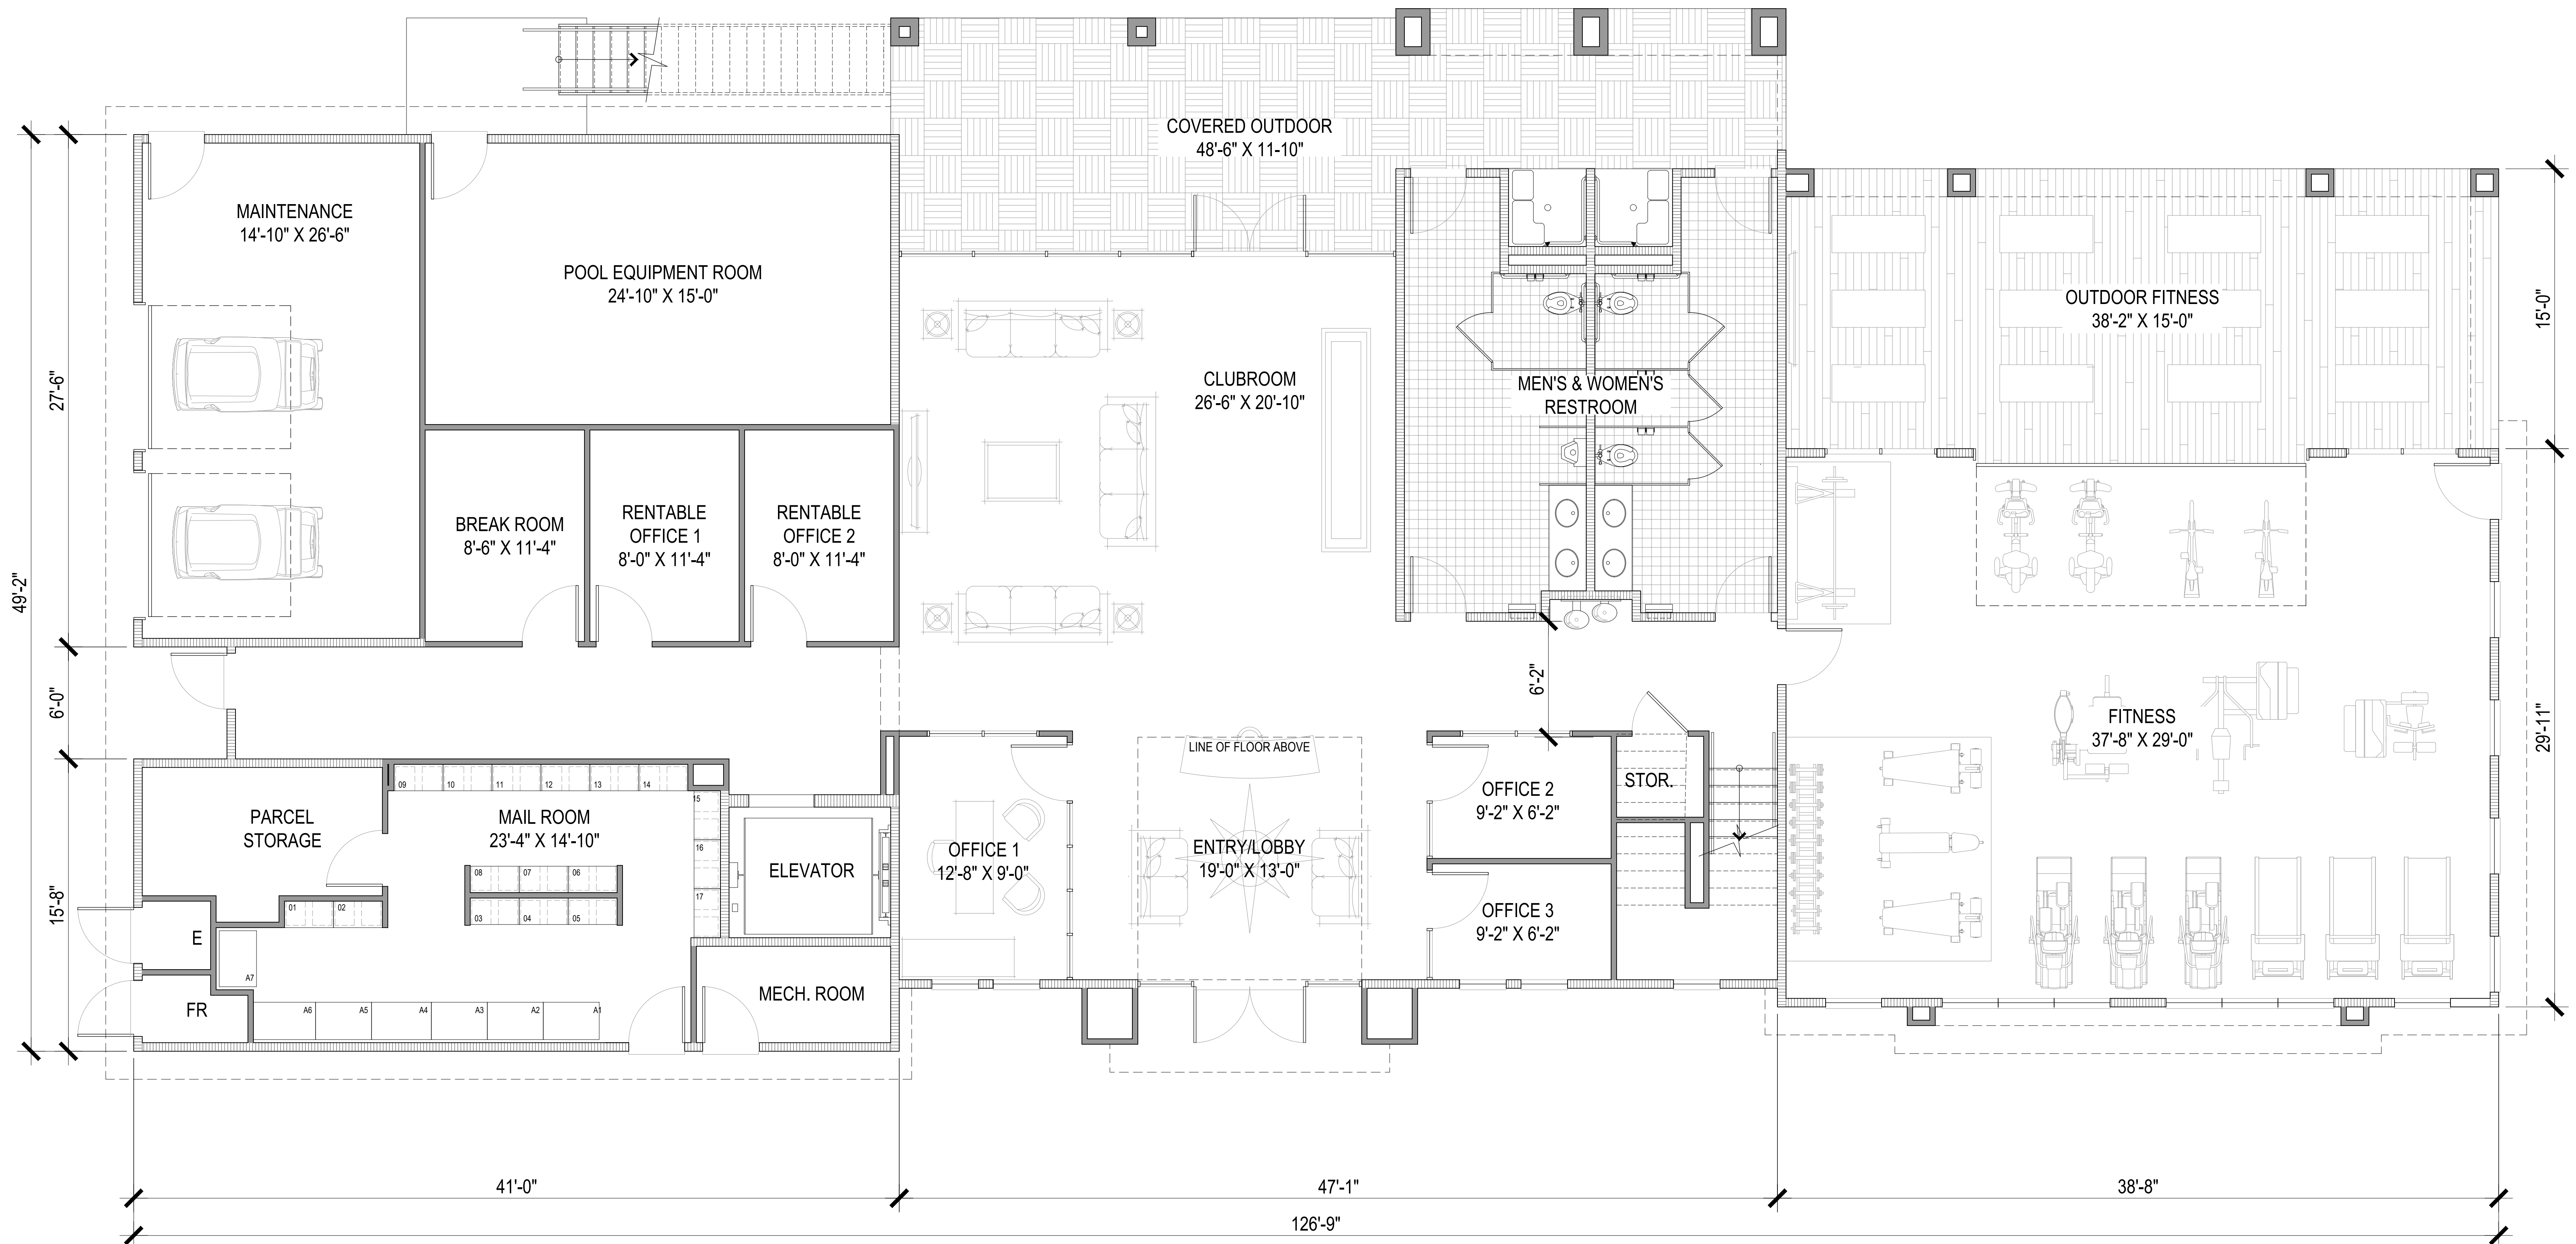 COVERED OUTDOOR
48'-6" X 11-10"
MAINTENANCE
14'-10" X 26'-6"
POOL EQUIPMENT ROOM
24'-10" X 15'-0"
OUTDOOR FITNESS
38'-2" X 15'-0"
15'-0"
CLUBROOM
26'-6" X 20'-10"
MEN'S & WOMEN'S
RESTROOM
27'-6"
49'-2"
BREAK ROOM
8'-6" X 11'-4"
RENTABLE
OFFICE 1
8'-0" X 11'-4"
RENTABLE
OFFICE 2
8'-0" X 11'-4"
6'-0"
6'-2"
FITNESS
37'-8" X 29'-0"
29'-11"
LINE OF FLOOR ABOVE
STOR.
OFFICE 2
9'-2" X 6'-2"
09
10
11
12
13
14
15
16
17
PARCEL
STORAGE
MAIL ROOM
23'-4" X 14'-10"
ELEVATOR
OFFICE 1
12'-8" X 9'-0"
ENTRY/LOBBY
19'-0" X 13'-0"
08
07
06
03
04
05
01
02
15'-8"
OFFICE 3
9'-2" X 6'-2"
E
A7
FR
MECH. ROOM
A6
A5
A4
A3
A2
A1
41'-0"
47'-1"
38'-8"
126'-9"